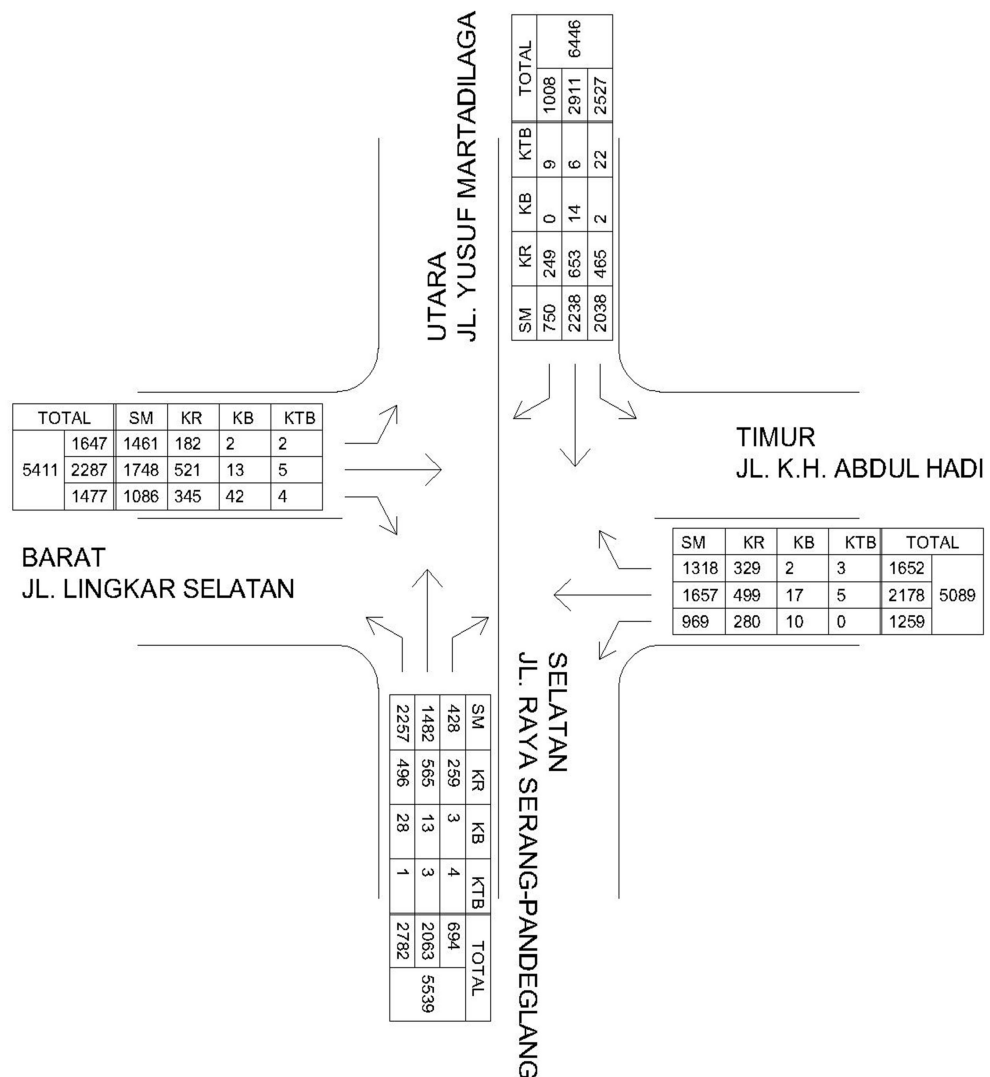 UTARA
JL. YUSUF MARTADILAGA
SM KR KB KTB TOTAL
750 249 0 9 1008
2238 653 14 6 2911 6446
2038 465 2 22 2527
TOTAL SM KR KB KTB
1647 1461 182 2 2
5411 2287 1748 521 13 5
1477 1086 345 42 4
BARAT
JL. LINGKAR SELATAN
TIMUR
JL. K.H. ABDUL HADI
SM KR KB KTB TOTAL
1318 329 2 3 1652
1657 499 17 5 2178 5089
969 280 10 0 1259
SELATAN
JL. RAYA SERANG-PANDEGLANG
SM KR KB KTB TOTAL
428 259 3 4 694
1482 565 13 3 2063 5539
2257 496 28 1 2782